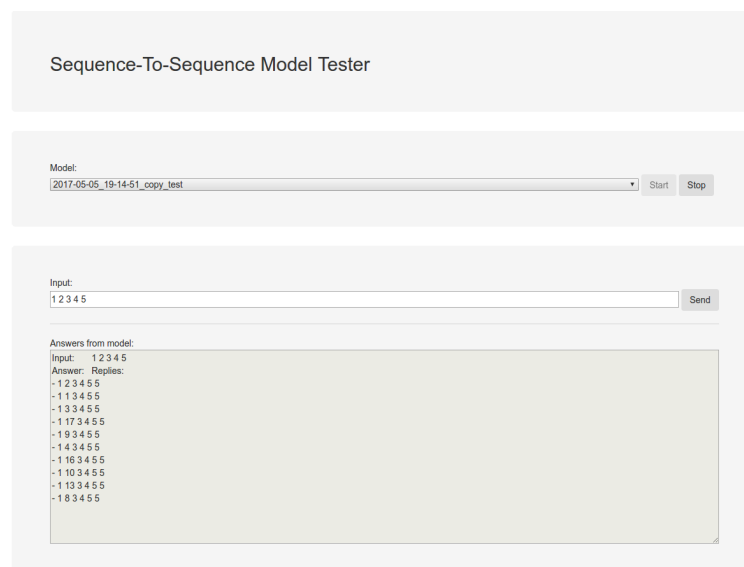 Sequence-To-Sequence Model Tester
Model:
2017-05-05_19-14-51_copy_test
Start
Stop
Input:
1 2 3 4 5
Send
Answers from model:
Input: 1 2 3 4 5
Answer: Replies:
- 1 2 3 4 5 5
- 1 1 3 4 5 5
- 1 3 3 4 5 5
- 1 17 3 4 5 5
- 1 9 3 4 5 5
- 1 4 3 4 5 5
- 1 16 3 4 5 5
- 1 10 3 4 5 5
- 1 13 3 4 5 5
- 1 8 3 4 5 5